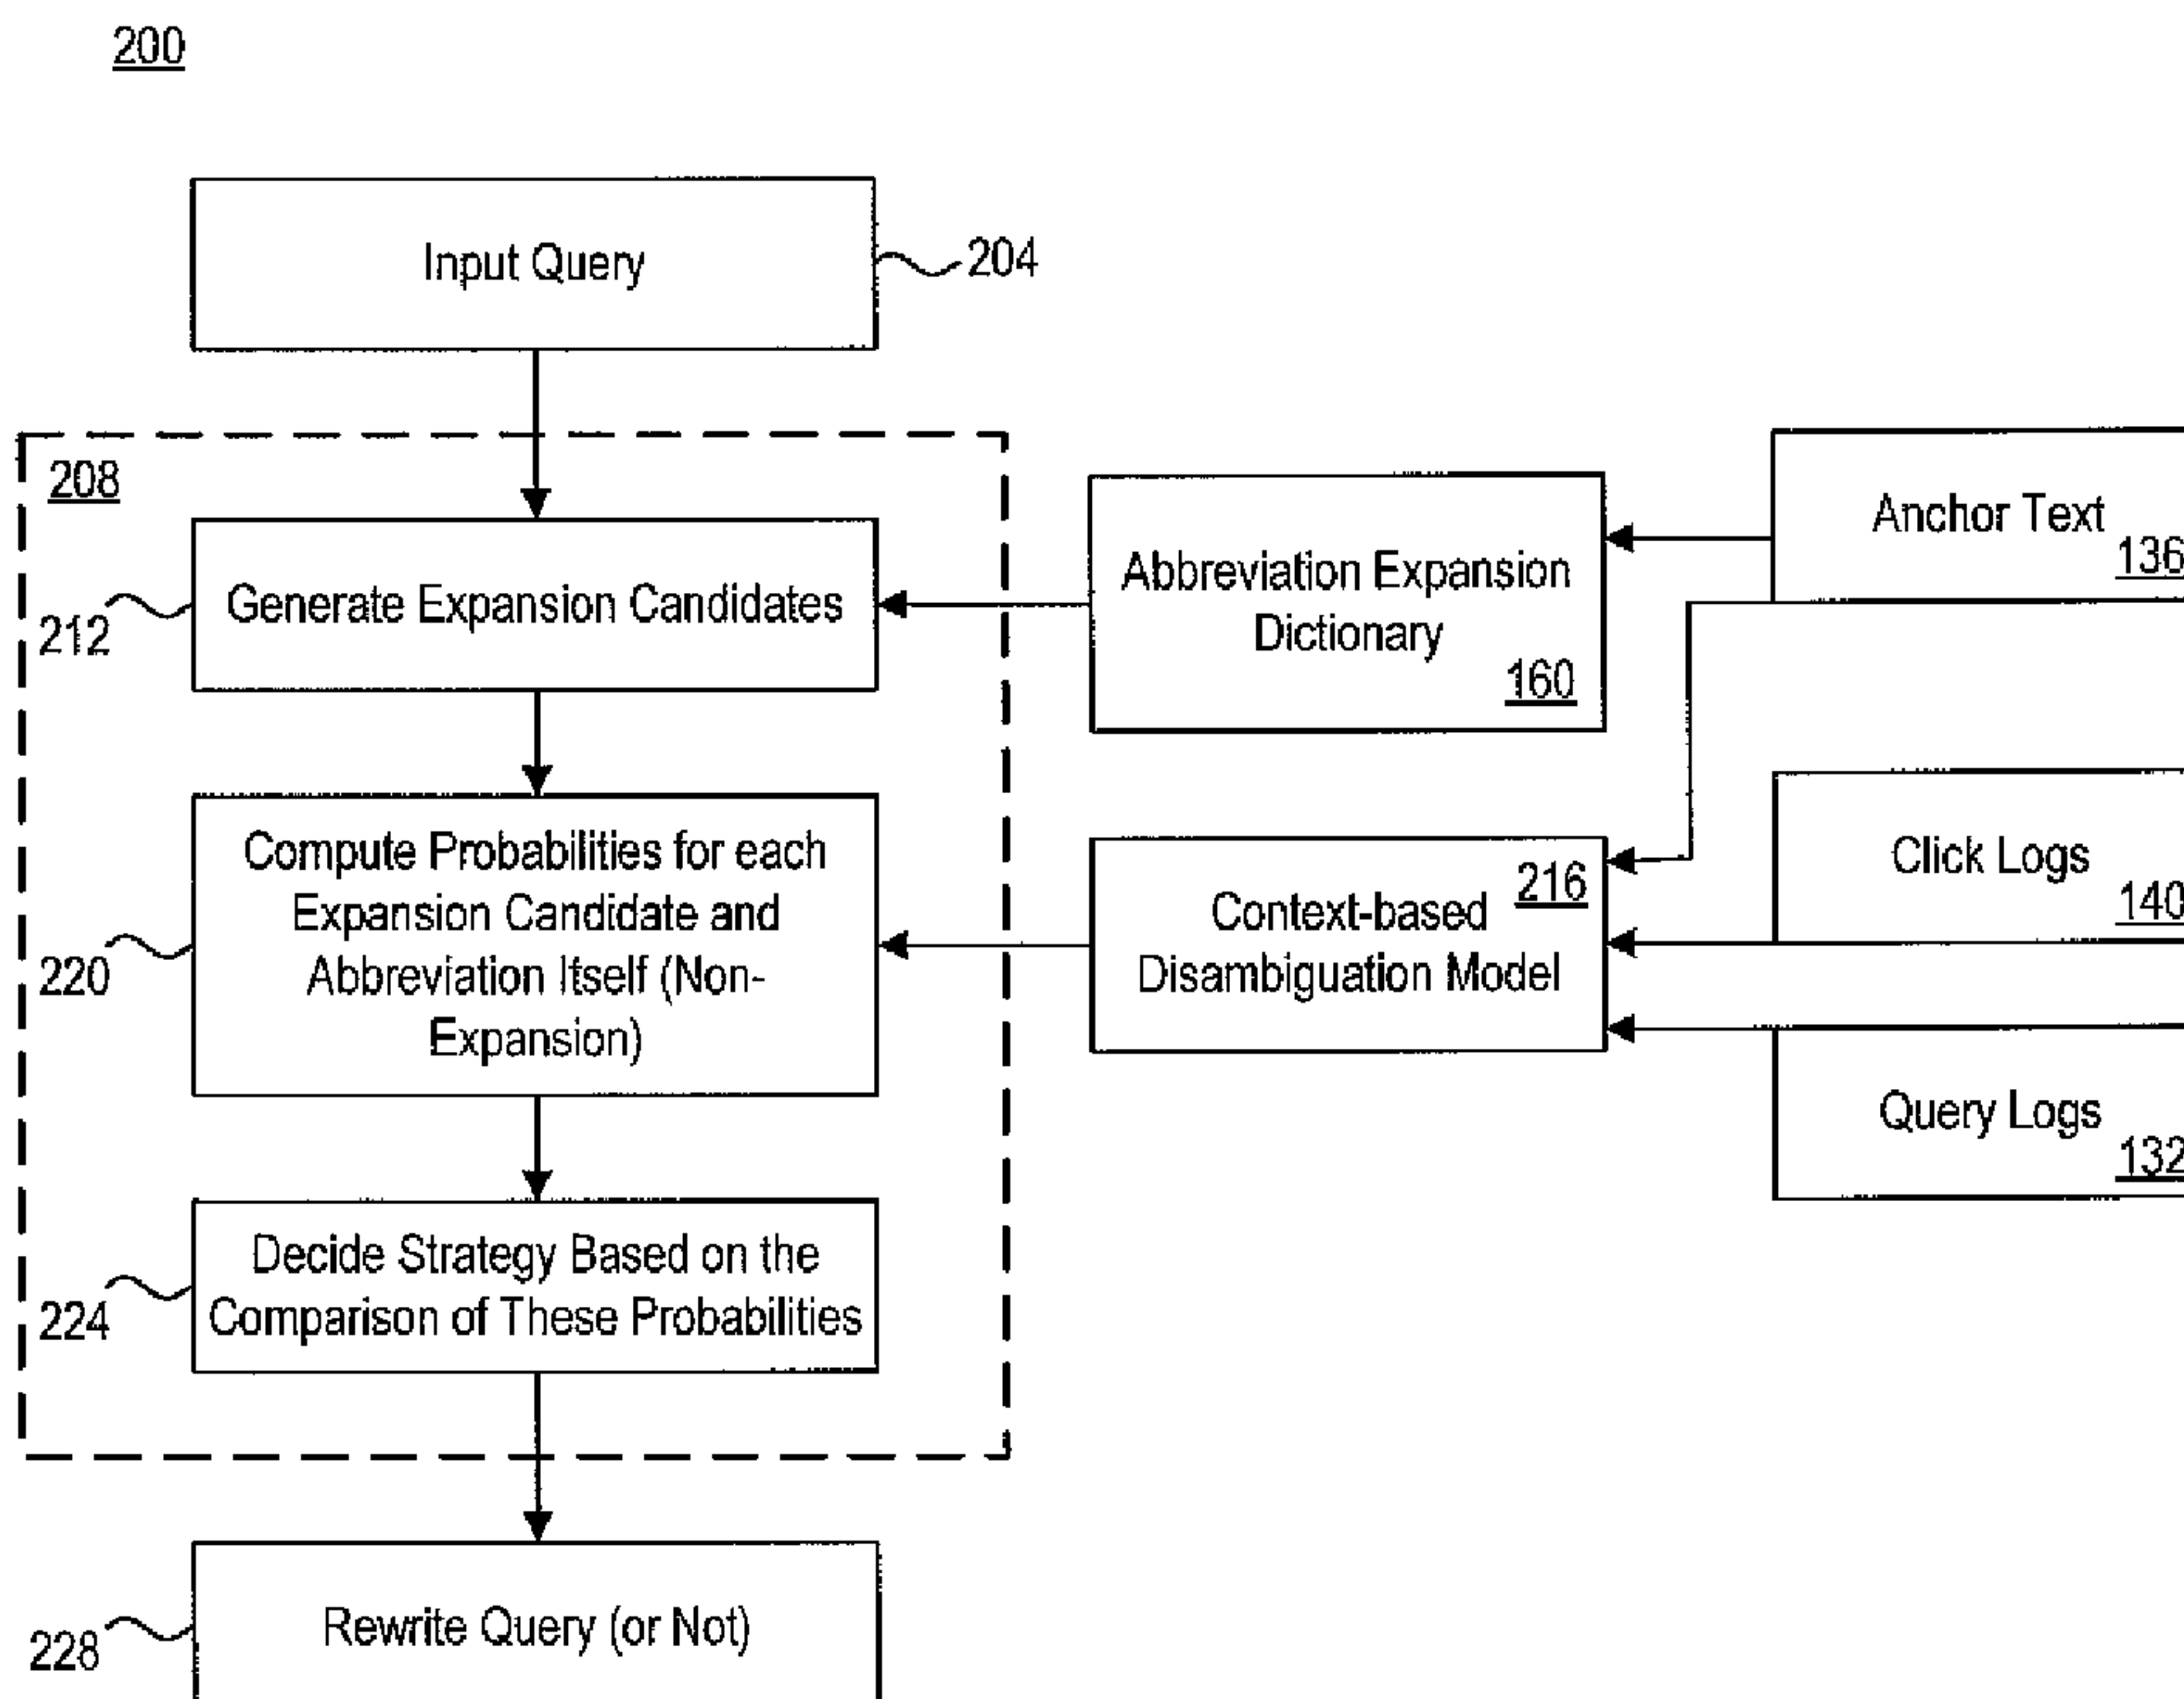 200
Input Query
204
208
Generate Expansion Candidates
212
Abbreviation Expansion
Dictionary
160
Anchor Text
136
Compute Probabilities for each
Expansion Candidate and
Abbreviation Itself (Non-
Expansion)
220
216
Context-based
Disambiguation Model
Click Logs
140
Query Logs
132
Decide Strategy Based on the
Comparison of These Probabilities
224
Rewrite Query (or Not)
228